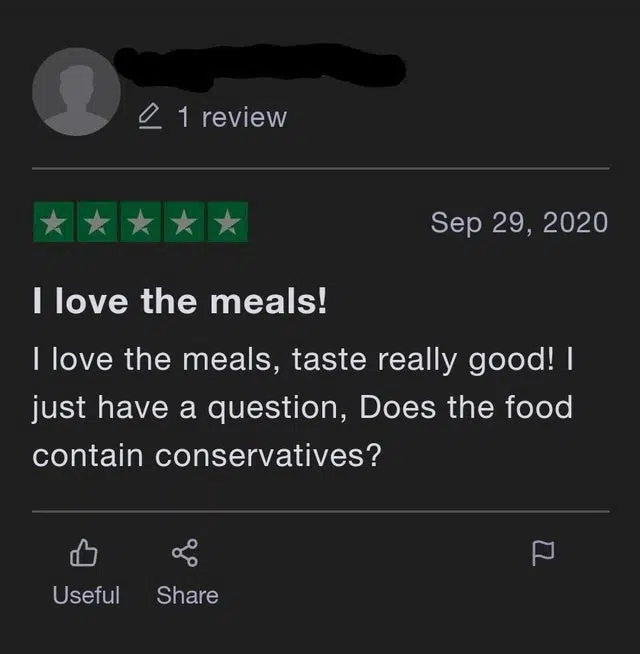 1 review
Sep 29, 2020
I love the meals!
I love the meals, taste really good! I
just have a question, Does the food
contain conservatives?
Useful
Share